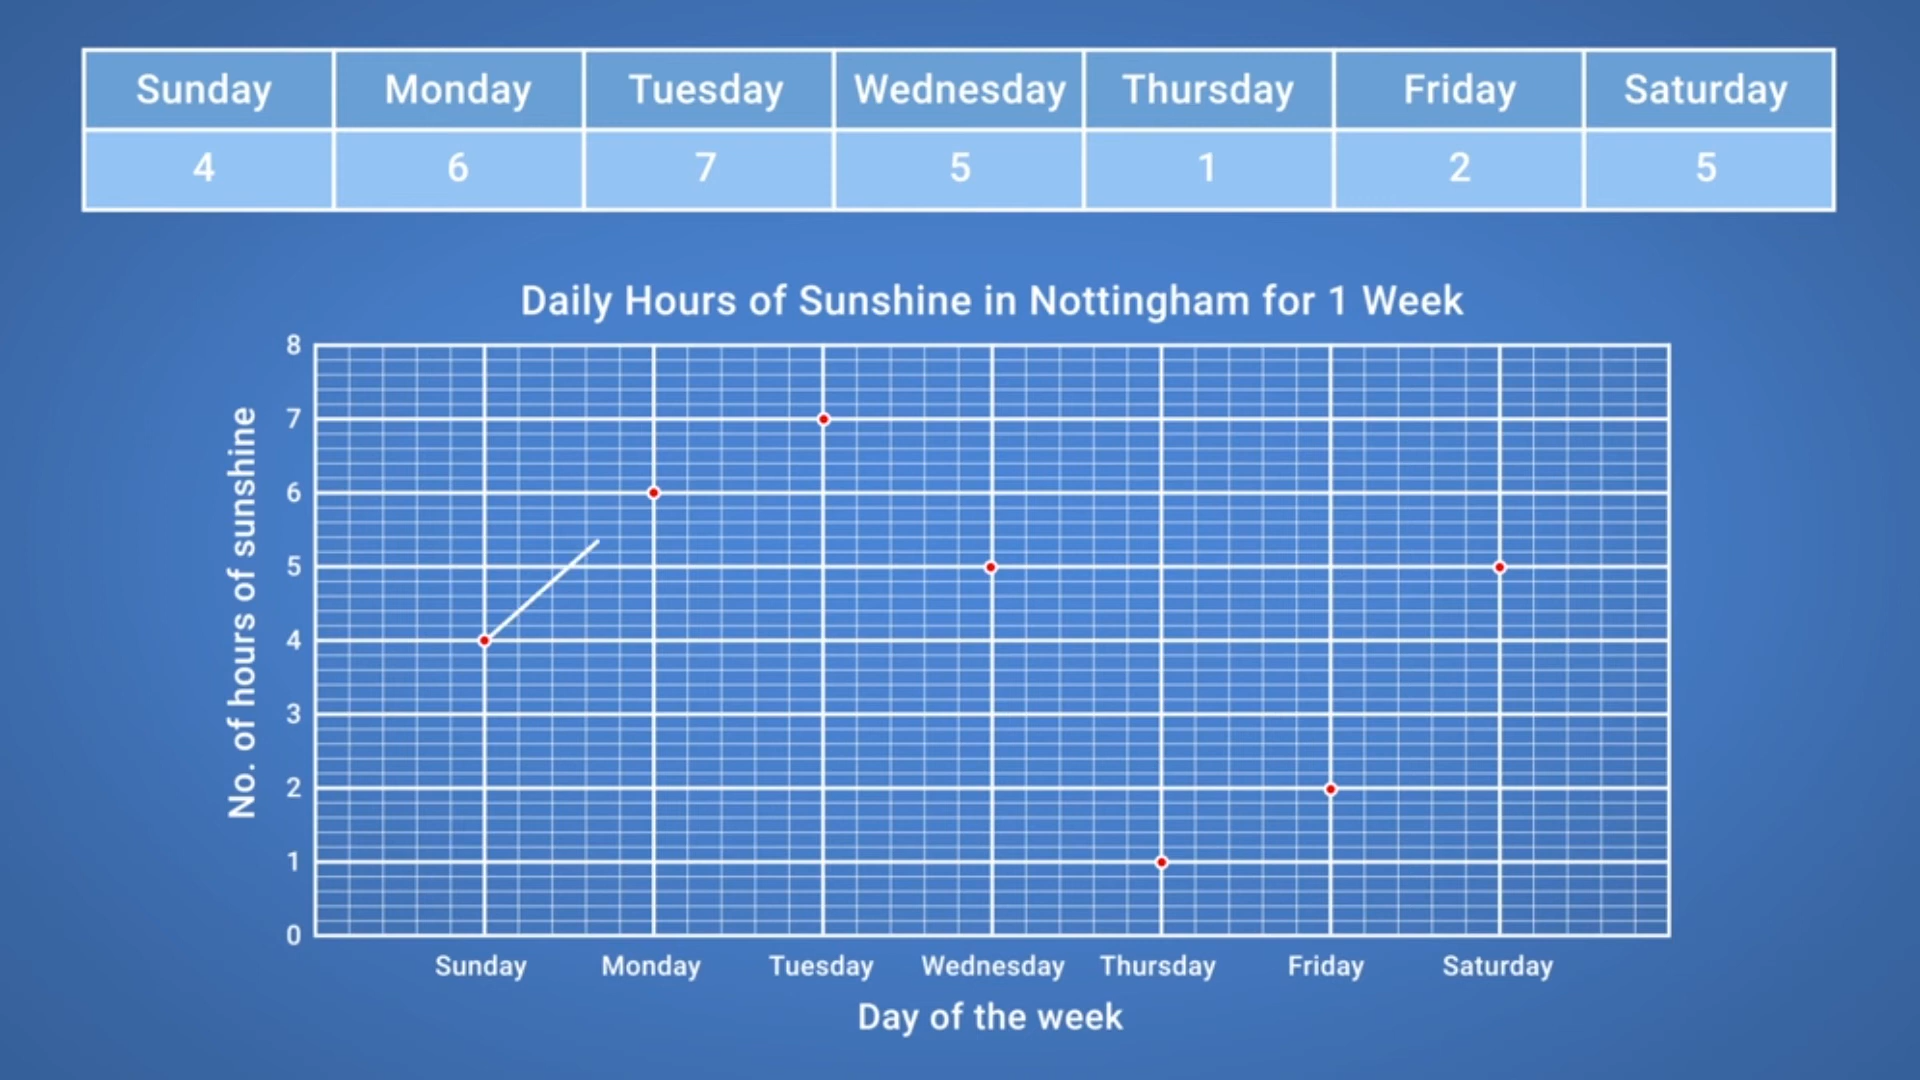 Sunday Monday Tuesday Wednesday Thursday Friday Saturday
4 6 7 5 1 2 5
Daily Hours of Sunshine in Nottingham for 1 Week
No. of hours of sunshine
8
7
6
5
4
3
2
1
0
Sunday Monday Tuesday Wednesday Thursday Friday Saturday
Day of the week